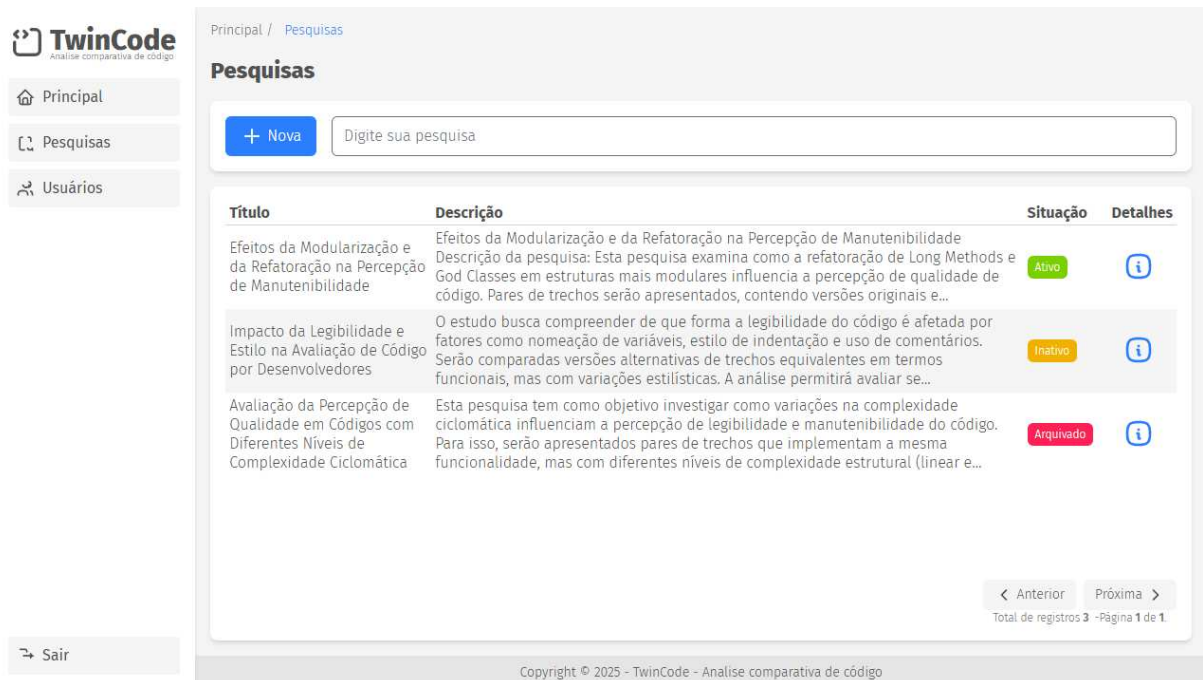 TwinCode
Analise comparativa de código
Principal
Pesquisas
Usuários
Sair
Principal / Pesquisas
Pesquisas
+ Nova
Digite sua pesquisa
Título Descrição Situação Detalhes
Efeitos da Modularização e
da Refatoração na Percepção
de Manutenibilidade
Efeitos da Modularização e da Refatoração na Percepção de Manutenibilidade
Descrição da pesquisa: Esta pesquisa examina como a refatoração de Long Methods e
God Classes em estruturas mais modulares influencia a percepção de qualidade de
código. Pares de trechos serão apresentados, contendo versões originais e...
Ativo
Impacto da Legibilidade e
Estilo na Avaliação de Código
por Desenvolvedores
O estudo busca compreender de que forma a legibilidade do código é afetada por
fatores como nomeação de variáveis, estilo de indentação e uso de comentários.
Serão comparadas versões alternativas de trechos equivalentes em termos
funcionais, mas com variações estilísticas. A análise permitirá avaliar se...
Inativo
Avaliação da Percepção de
Qualidade em Códigos com
Diferentes Níveis de
Complexidade Ciclomática
Esta pesquisa tem como objetivo investigar como variações na complexidade
ciclomática influenciam a percepção de legibilidade e manutenibilidade do código.
Para isso, serão apresentados pares de trechos que implementam a mesma
funcionalidade, mas com diferentes níveis de complexidade estrutural (linear e...
Arquivado
Anterior Próxima
Total de registros 3 -Página 1 de 1.
Copyright © 2025 - TwinCode - Analise comparativa de código